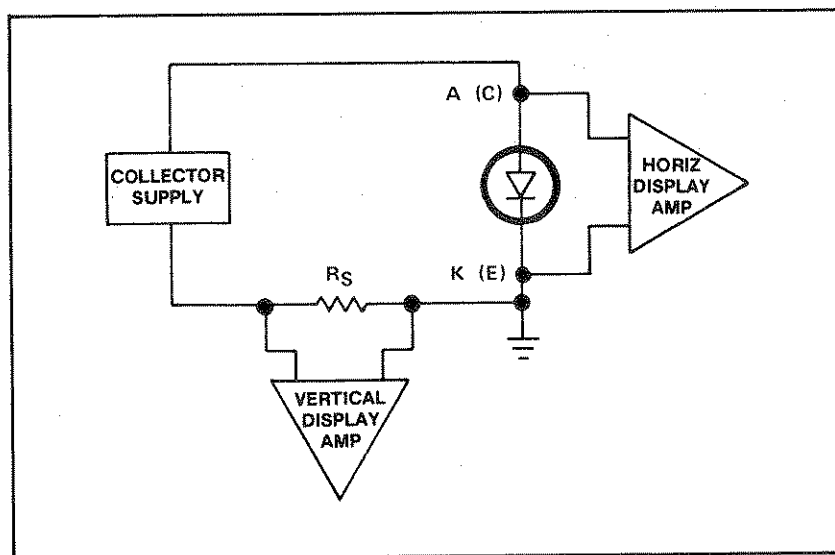 A (C)
COLLECTOR
SUPPLY
HORIZ
DISPLAY
AMP
K (E)
RS
VERTICAL
DISPLAY
AMP